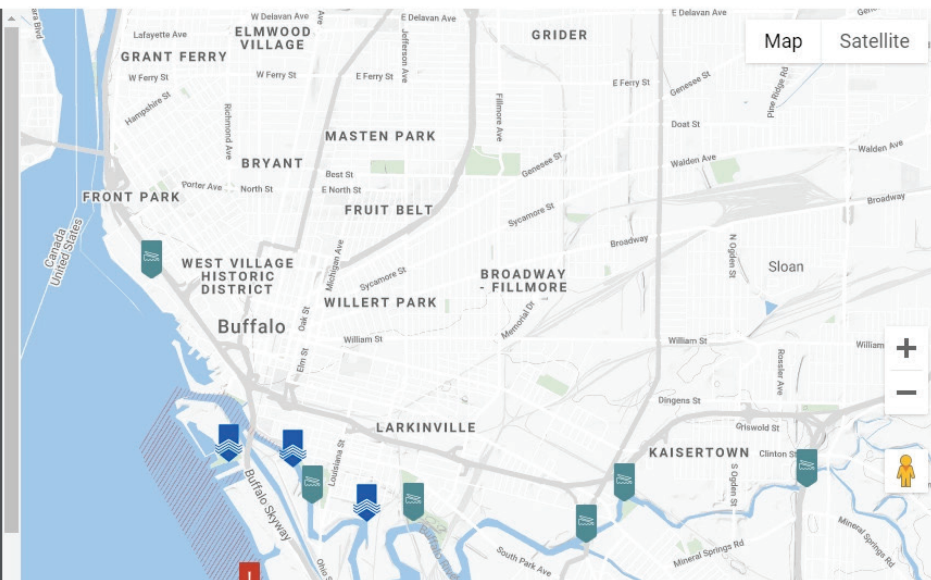 W Delavan Ave
E Delavan Ave
E Delavan Ave
Lafayette Ave
ELMWOOD
VILLAGE
GRIDER
Map
Satellite
GRANT FERRY
Jefferson Ave
W Ferry St
W Ferry St
E Ferry St
E Ferry St
Genesee St
Pine Ridge Rd
Hampshire St
Richmond Ave
Fillmore Ave
Doat St
MASTEN PARK
Walden Ave
BRYANT
Genesee St
Walden Ave
Best St
Porter Ave
North St
E North St
FRONT PARK
Broadway
FRUIT BELT
Sycamore St
Canada
United States
Broadway
N Ogden St
Michigan Ave
WEST VILLAGE
HISTORIC
DISTRICT
Sycamore St
BROADWAY
- FILLMORE
Sloan
WILLERT PARK
Oak St
Memorial Dr
Buffalo
William St
William St
William
+
Elm St
Rossler Ave
−
Dingens St
LARKINVILLE
Griswold St
KAISERTOWN
Clinton St
Louisiana St
S Ogden St
Buffalo Skyway
Mineral Springs Rd
South Park Ave
Mineral Springs Rd
Ohio S
!